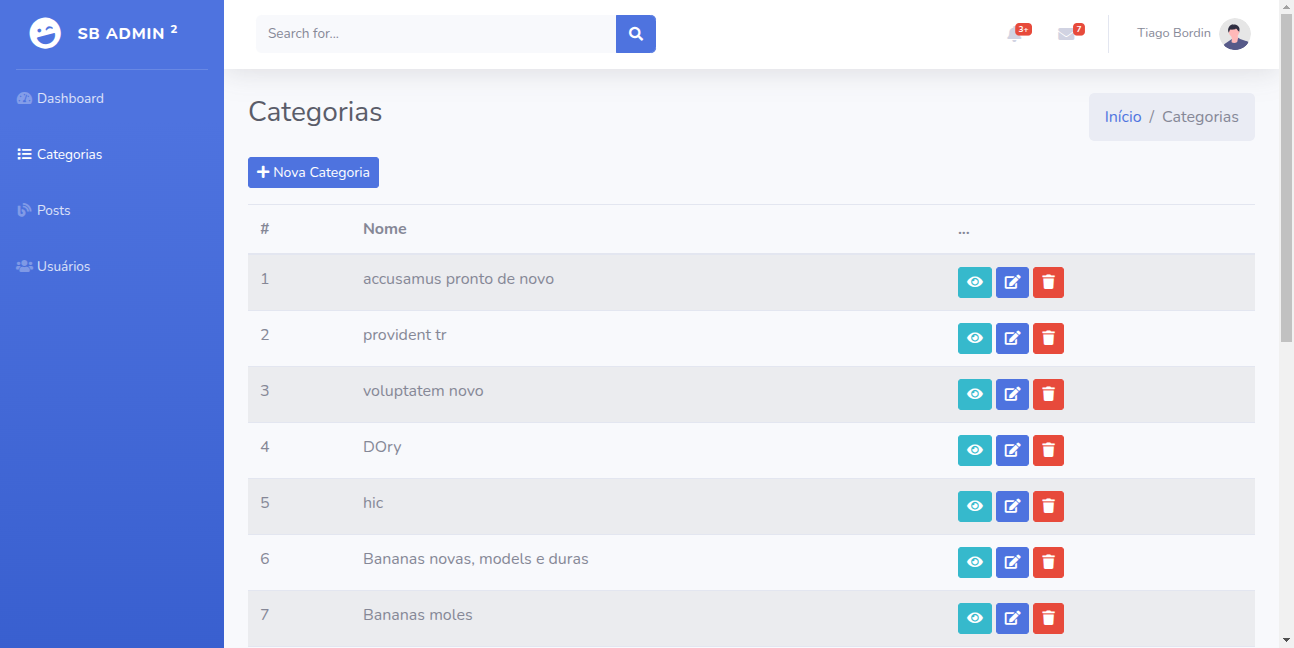 SB ADMIN 2
Search for...
3+
7
Tiago Bordin
Dashboard
Categorias
Posts
Usuários
Categorias
Início / Categorias
Nova Categoria
# Nome ...
1 accusamus pronto de novo
2 provident tr
3 voluptatem novo
4 DOry
5 hic
6 Bananas novas, models e duras
7 Bananas moles